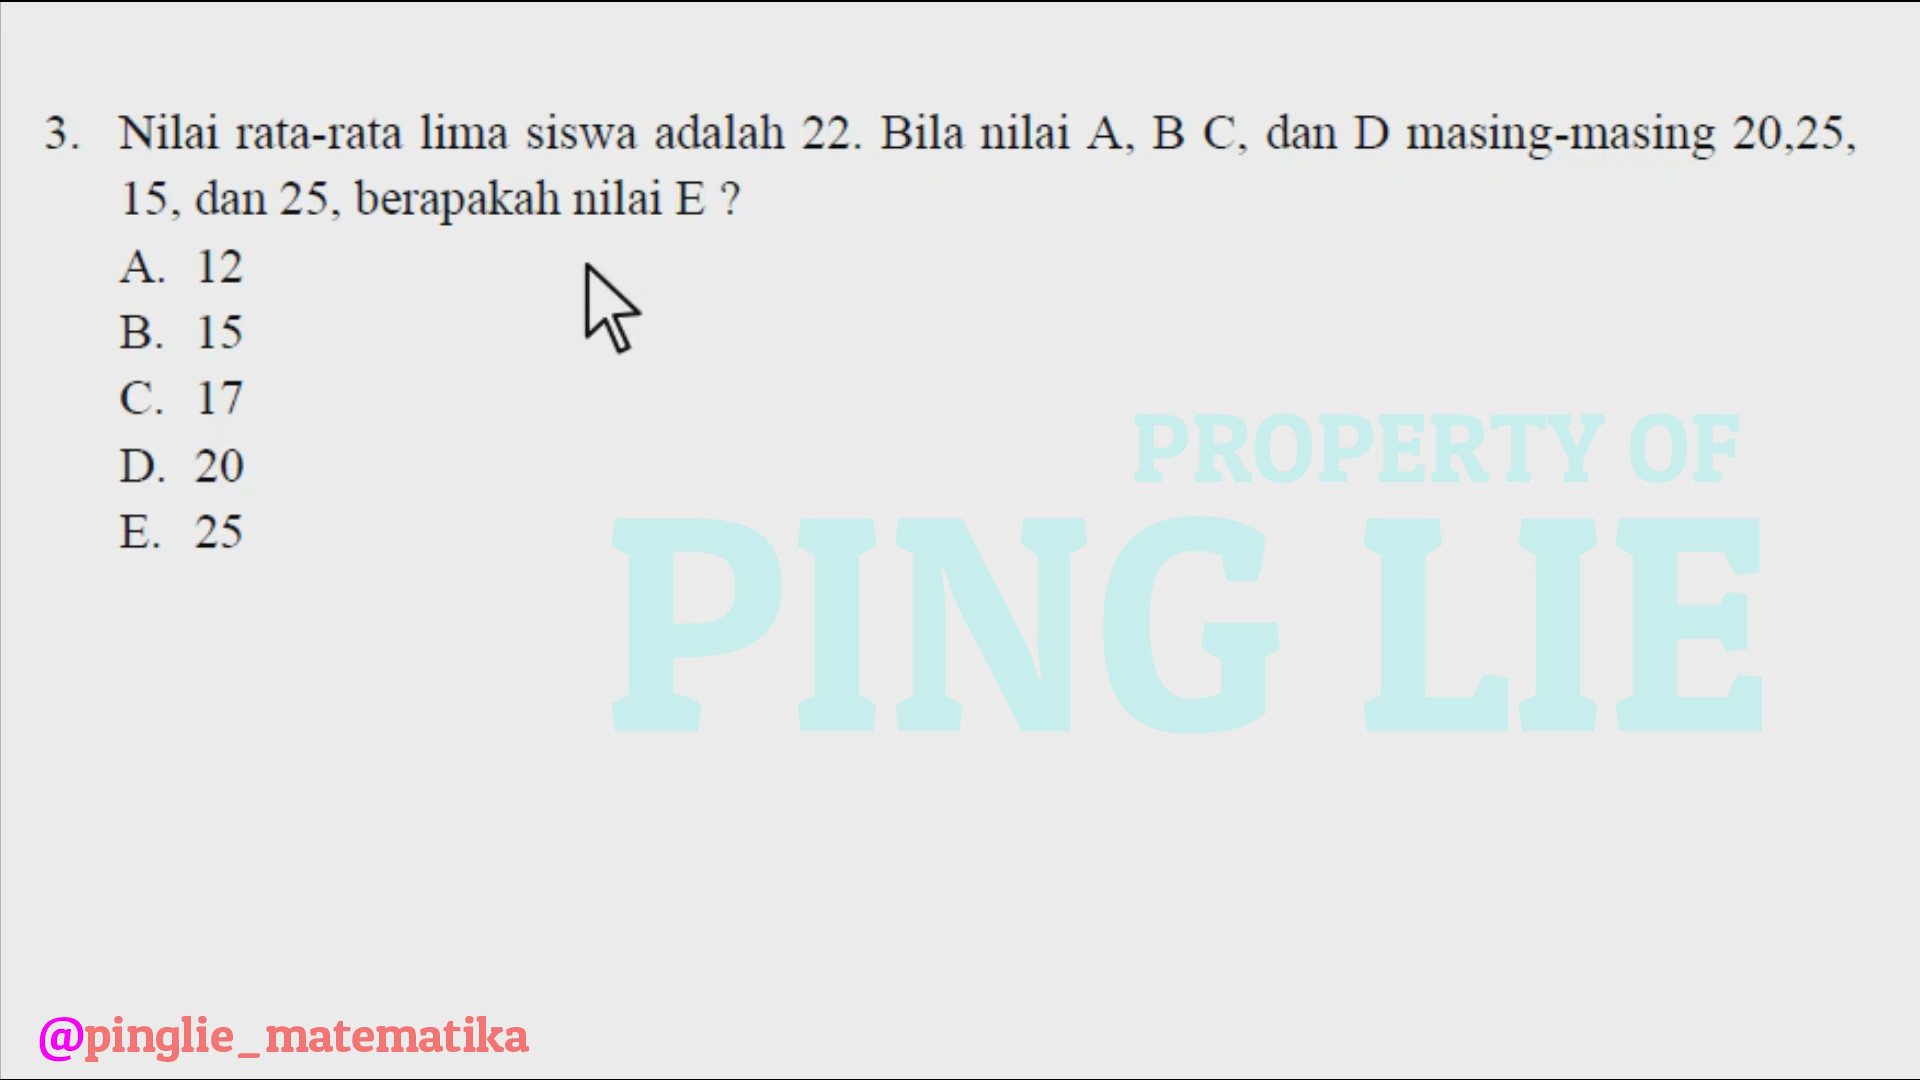 3. Nilai rata-rata lima siswa adalah 22. Bila nilai A, B C, dan D masing-masing 20,25,
15, dan 25, berapakah nilai E ?
A. 12
B. 15
C. 17
D. 20
E. 25
PROPERTY OF
PING LIE
@pinglie_matematika